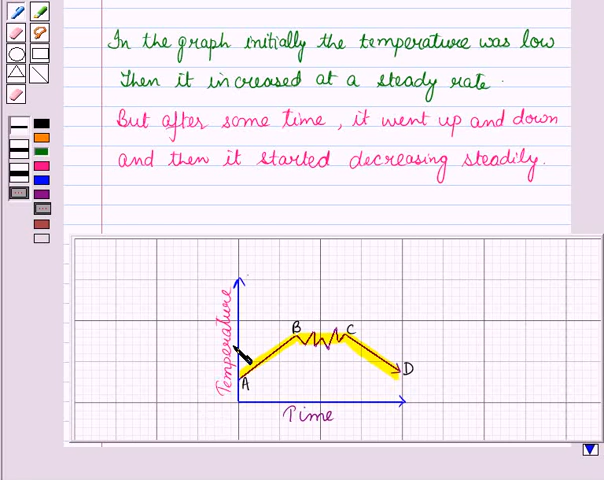 In the graph initially the temperature was low
Then it increased at a steady rate.
But after some time, it went up and down
and then it started decreasing steadily.
Temperature
B
C
A
D
Time